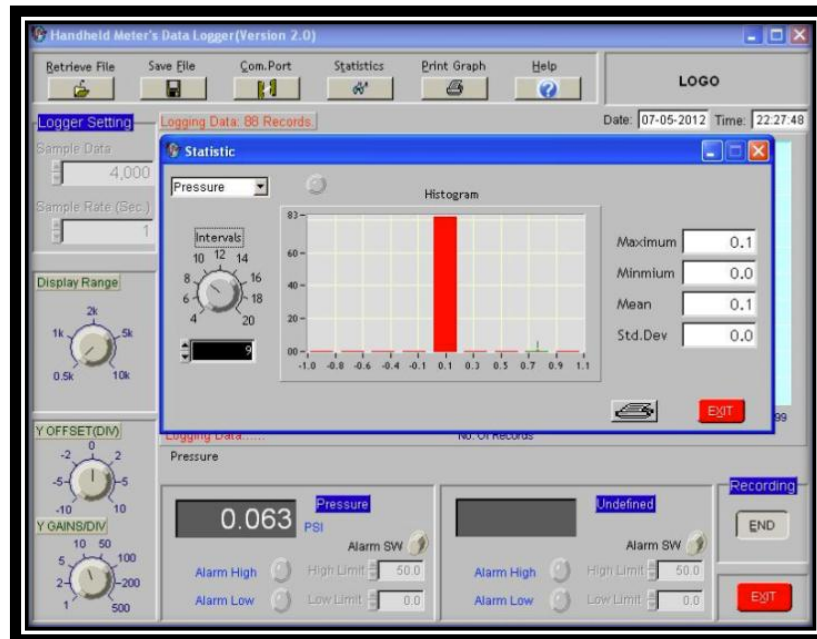 Handheld Meter's Data Logger(Version 2.0)
Retrieve File Save File Com.Port Statistics Print Graph Help
LOGO
Logger Setting
Logging Data: 88 Records.
Date: 07-05-2012 Time: 22:27:48
Sample Data
4,000
Sample Rate (Sec.)
1
Statistic
Pressure
Histogram
Intervals
4 6 8 10 12 14 16 18 20
9
83
60
40
20
00
-1.0 -0.8 -0.6 -0.4 -0.1 0.1 0.3 0.5 0.7 0.9 1.1
Maximum 0.1
Minmium 0.0
Mean 0.1
Std.Dev 0.0
EXIT
99
Display Range
0.5k 1k 2k 5k 10k
Logging Data......
No. Of Records
Pressure
Y OFFSET(DIV)
-10 -5 -2 0 2 5 10
Y GAINS/DIV
1 2 5 10 50 100 200 500
0.063 PSI
Pressure
Alarm SW
Alarm High High Limit 50.0
Alarm Low Low Limit 0.0
Undefined
Alarm SW
Alarm High High Limit 50.0
Alarm Low Low Limit 0.0
Recording
END
EXIT